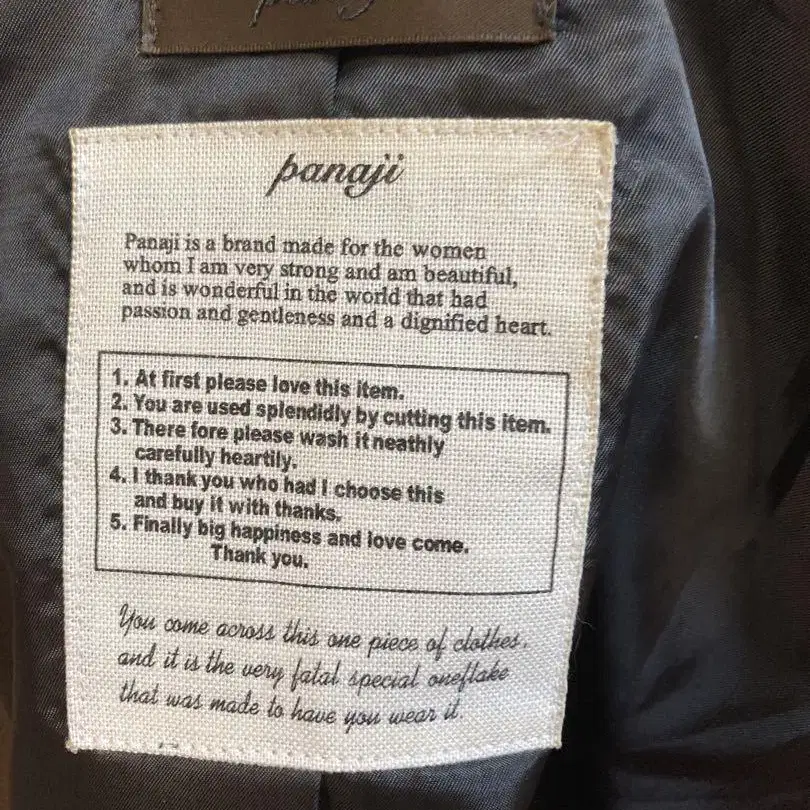 panaji
Panaji is a brand made for the women
whom I am very strong and am beautiful,
and is wonderful in the world that had
passion and gentleness and a dignified heart.
1. At first please love this item.
2. You are used splendidly by cutting this item.
3. There fore please wash it neathly
carefully heartily.
4. I thank you who had I choose this
and buy it with thanks.
5. Finally big happiness and love come.
Thank you.
You come across this one piece of clothes,
and it is the very fatal special oneflake
that was made to have you wear it.